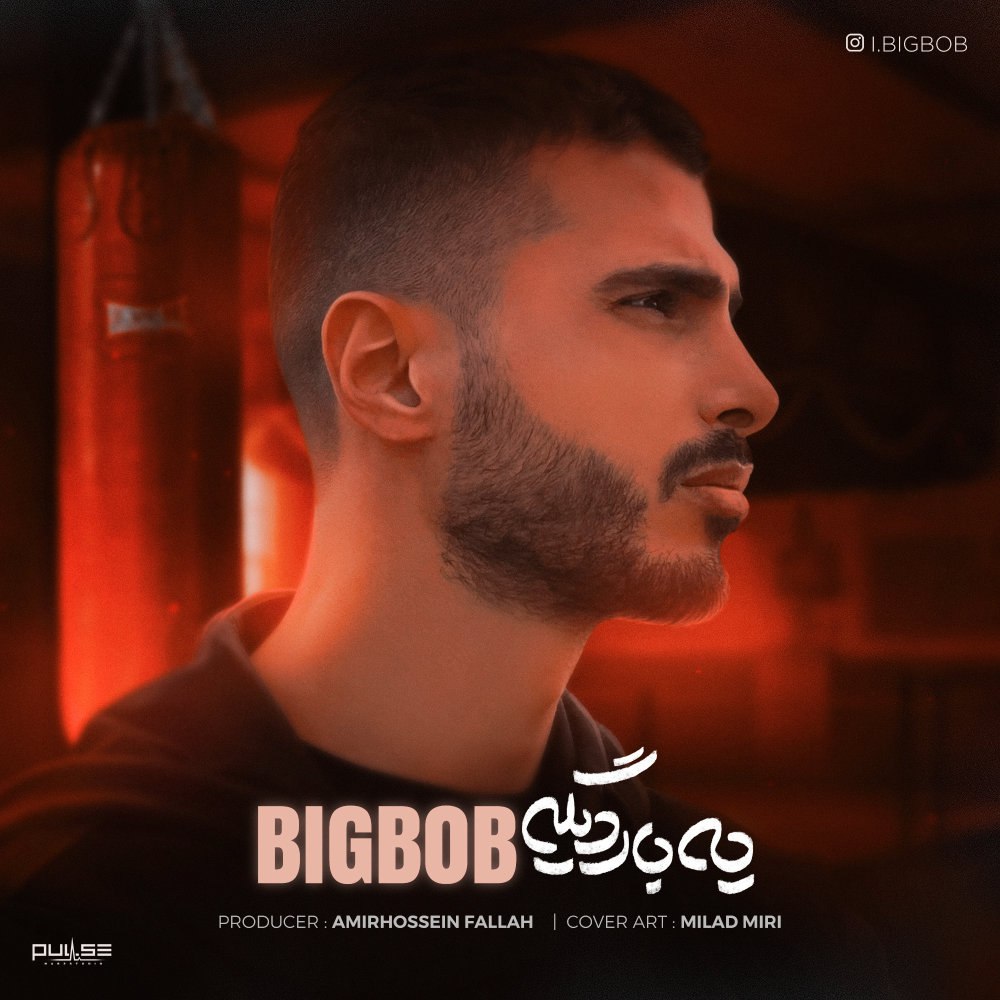 I.BIGBOB
BIGBOB یه بار دیگه
PRODUCER : AMIRHOSSEIN FALLAH | COVER ART : MILAD MIRI
PULSE